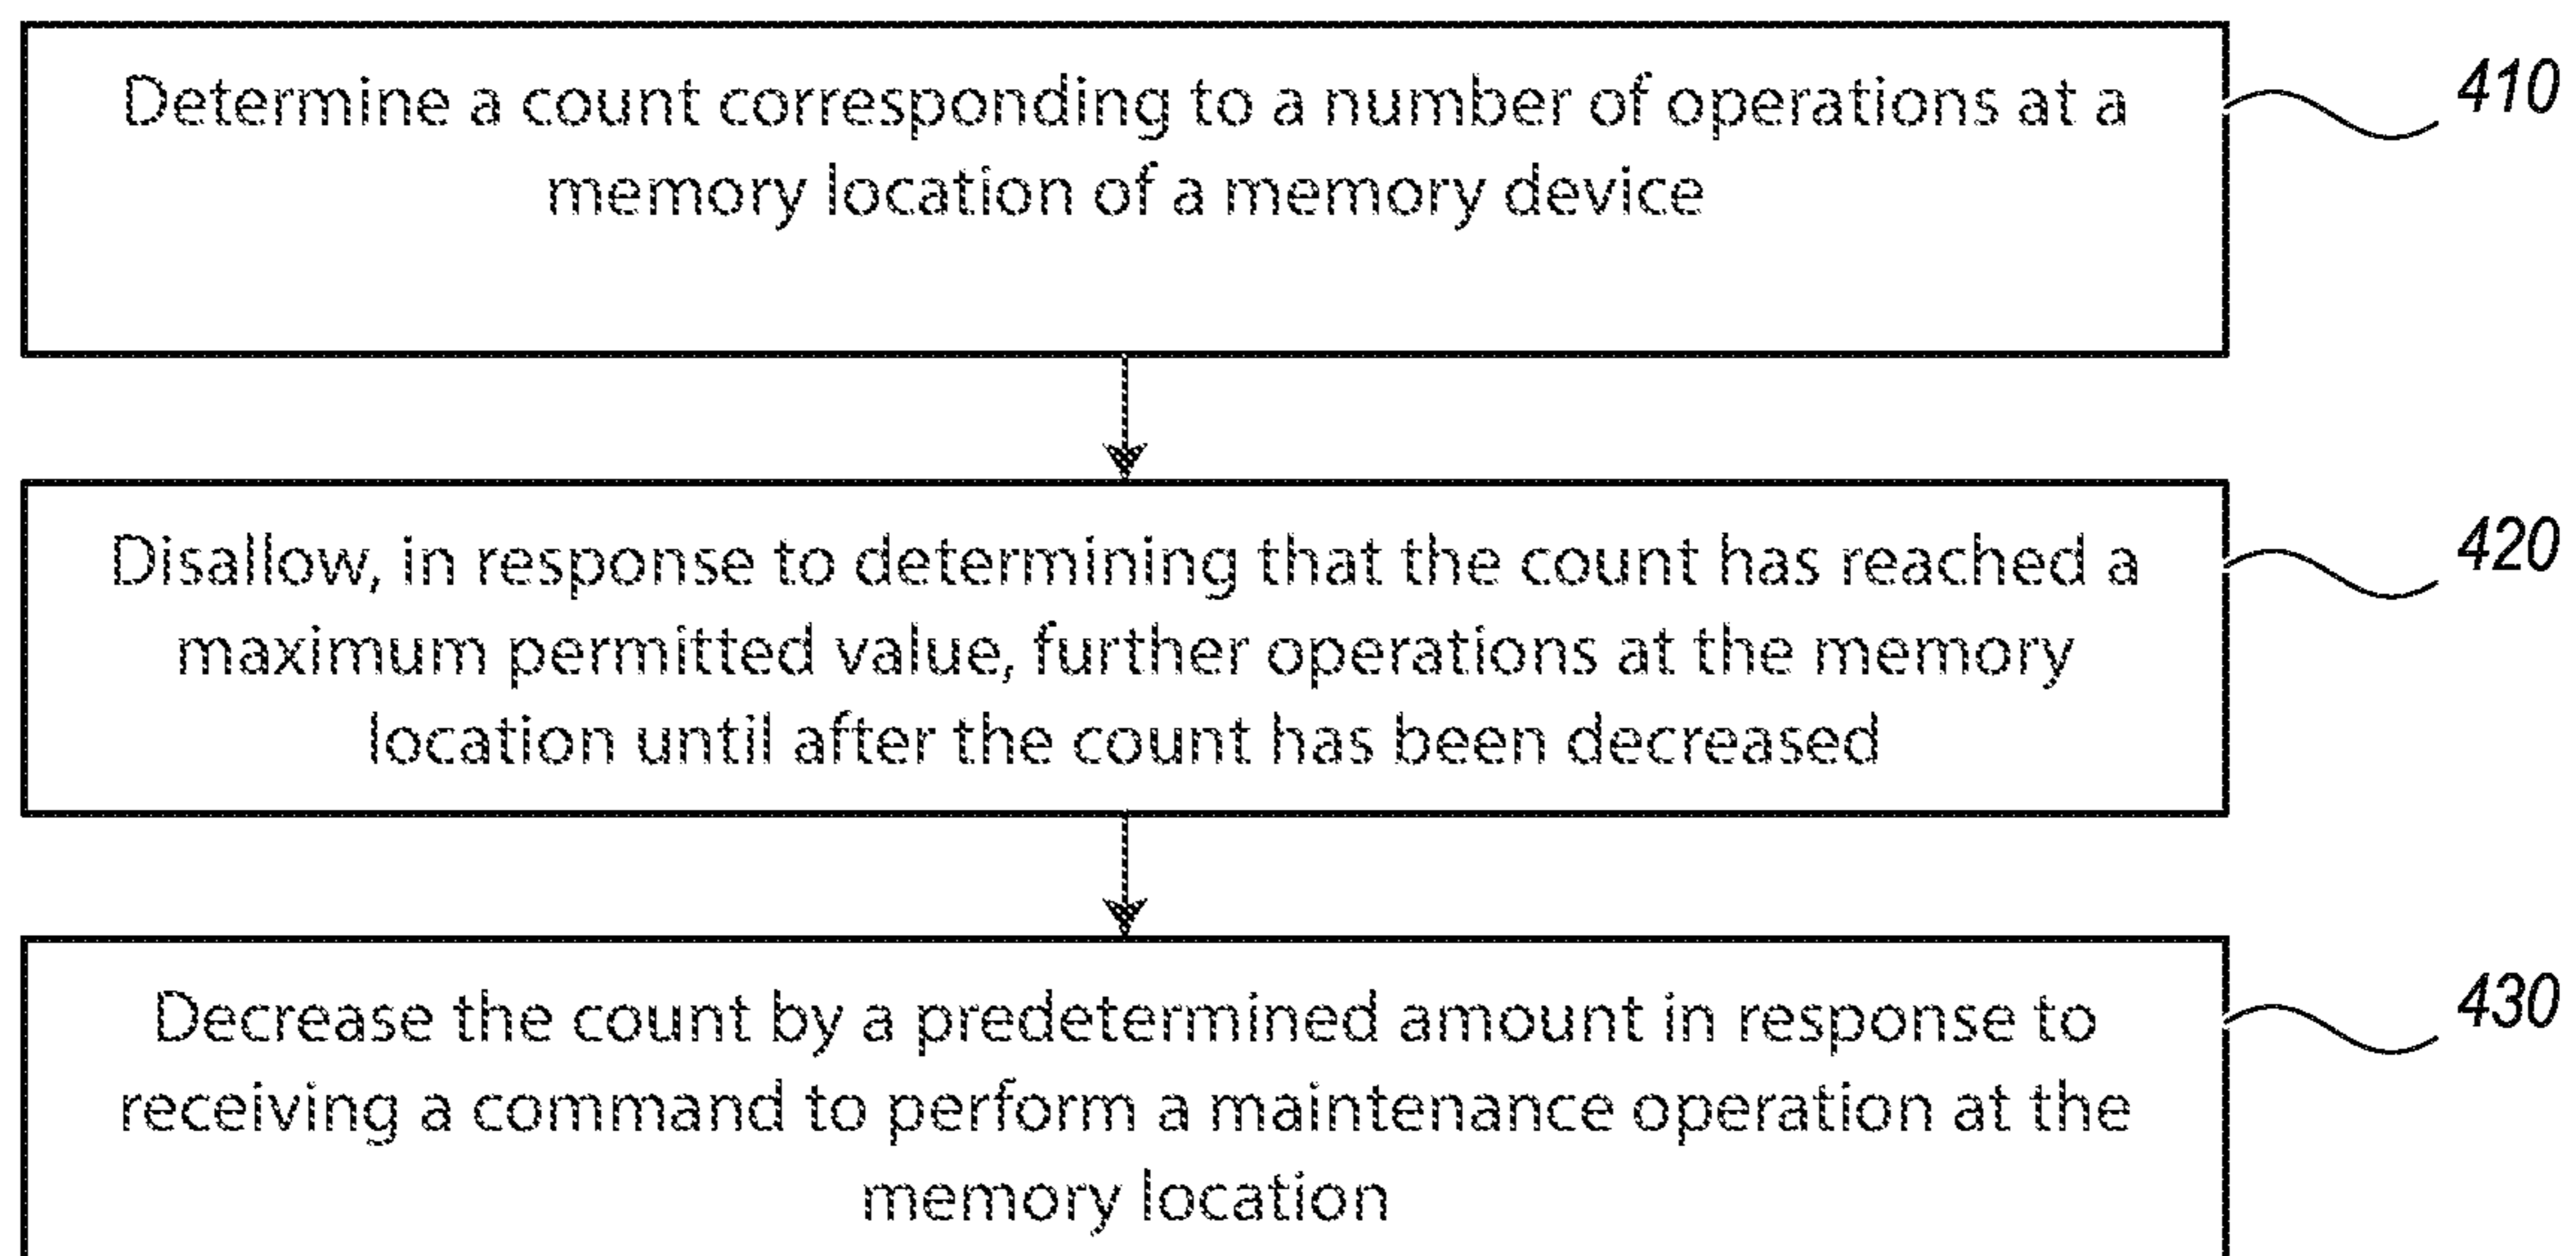 Determine a count corresponding to a number of operations at a
memory location of a memory device
410
Disallow, in response to determining that the count has reached a
maximum permitted value, further operations at the memory
location until after the count has been decreased
420
Decrease the count by a predetermined amount in response to
receiving a command to perform a maintenance operation at the
memory location
430